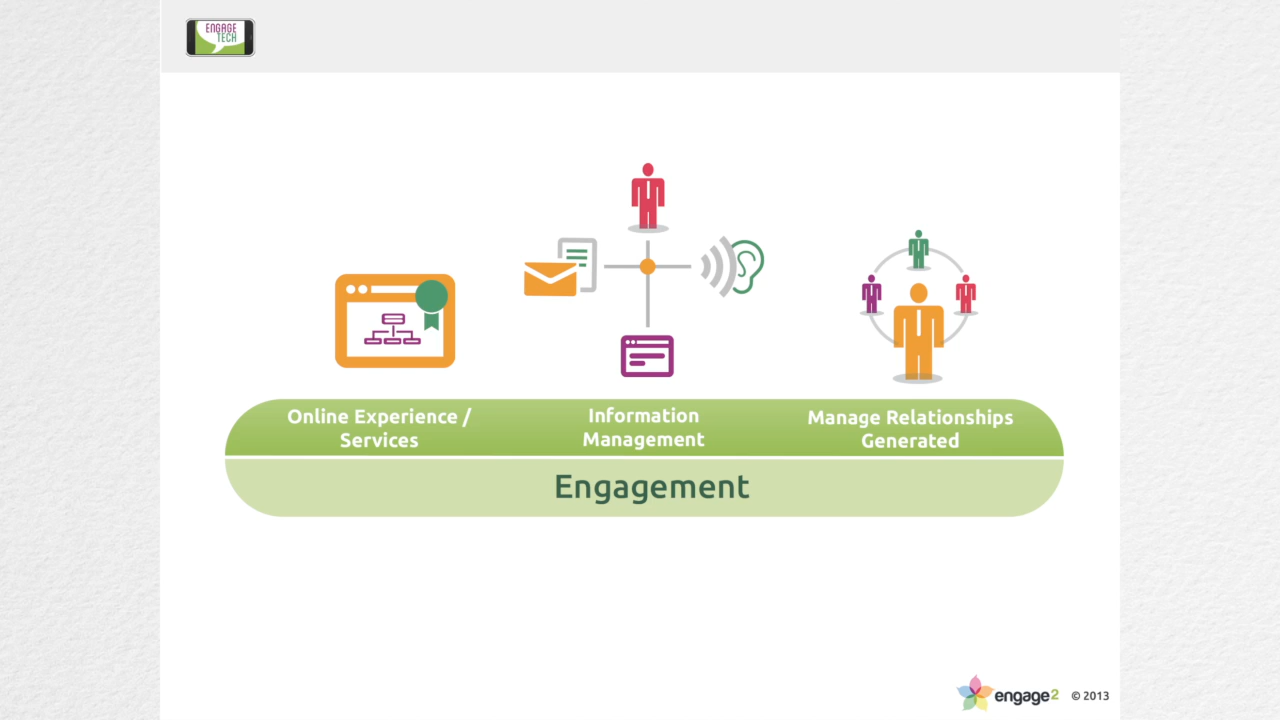 ENGAGE
TECH
Online Experience /
Services
Information
Management
Manage Relationships
Generated
Engagement
engage2 © 2013